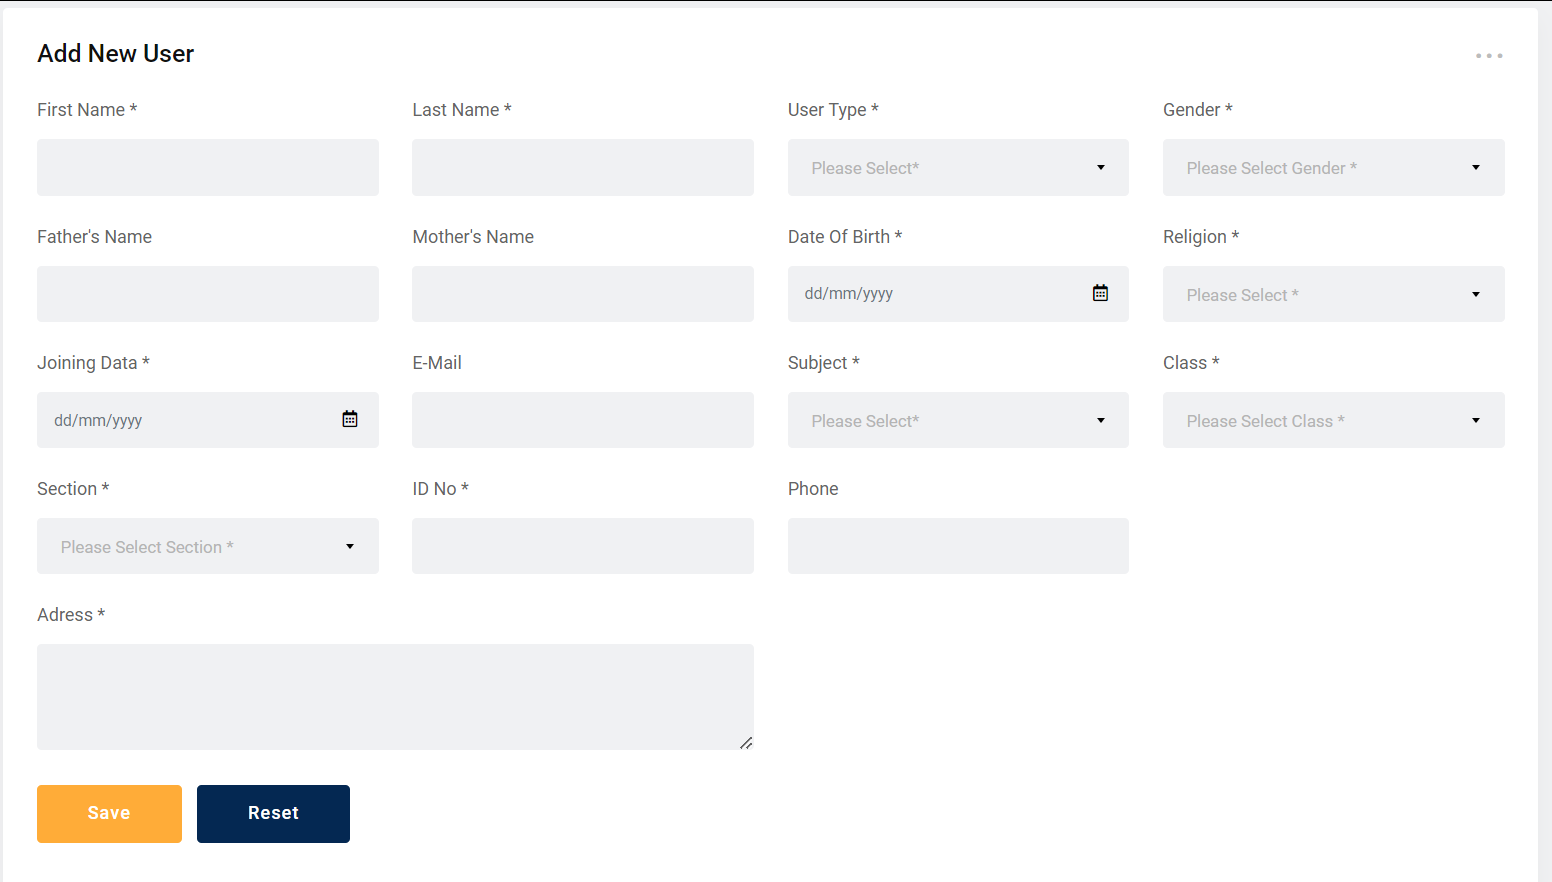 Add New User
First Name * Last Name * User Type * Gender *
Please Select* Please Select Gender *
Father's Name Mother's Name Date Of Birth * Religion *
dd/mm/yyyy Please Select *
Joining Data * E-Mail Subject * Class *
dd/mm/yyyy Please Select* Please Select Class *
Section * ID No * Phone
Please Select Section *
Adress *
Save Reset